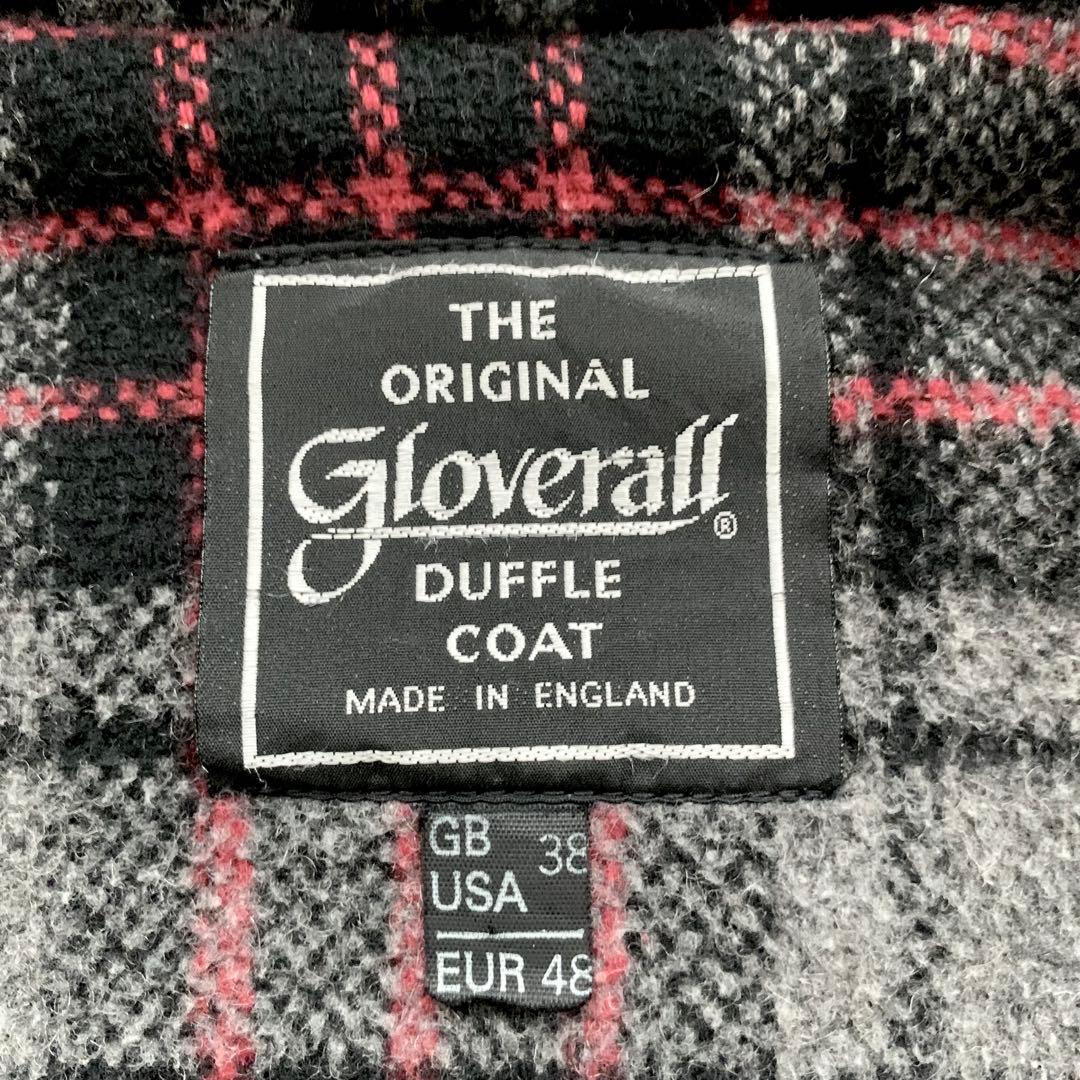 THE
ORIGINAL
Gloverall®
DUFFLE
COAT
MADE IN ENGLAND
GB 38
USA
EUR 48